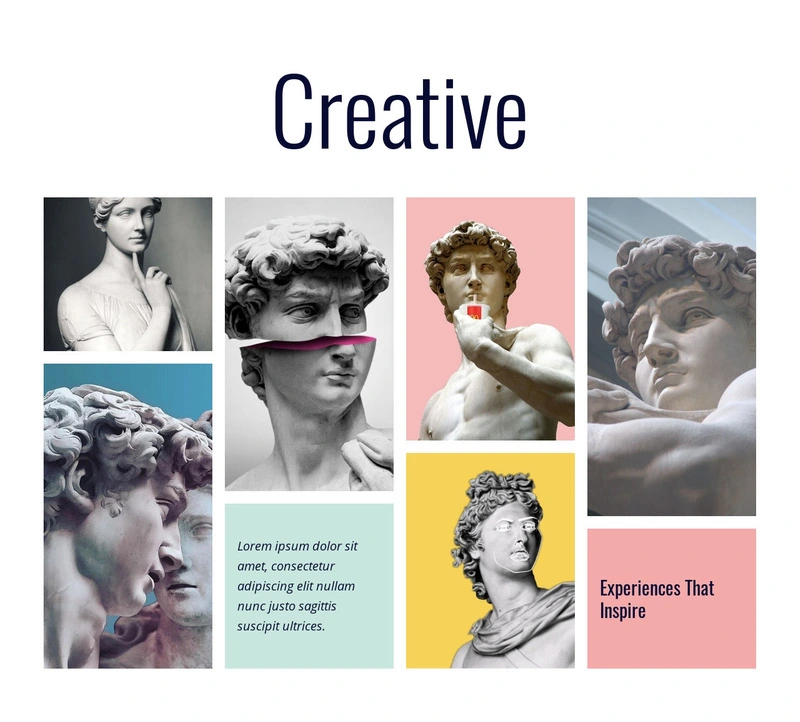 Creative
Lorem ipsum dolor sit
amet, consectetur
adipiscing elit nullam
nunc justo sagittis
suscipit ultrices.
Experiences That
Inspire